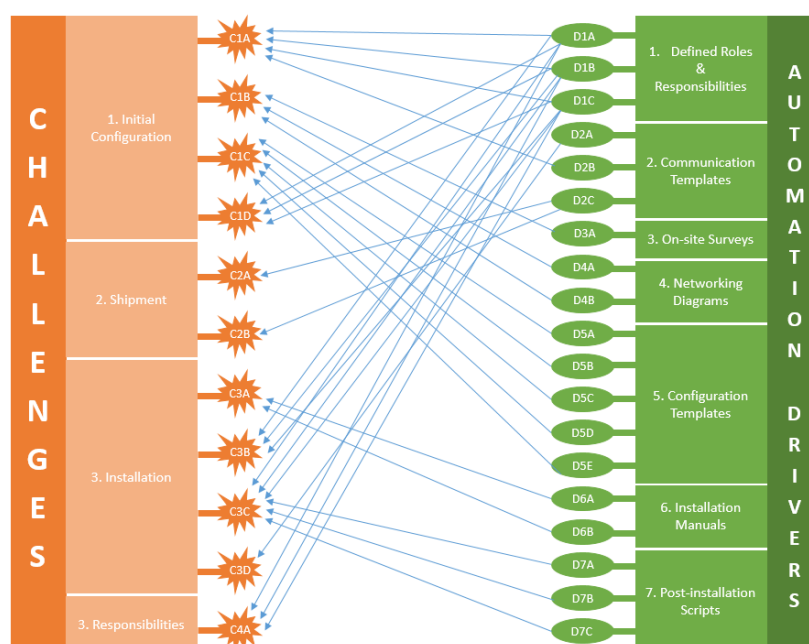 CHALLENGES
1. Initial
Configuration
C1A
C1B
C1C
C1D
2. Shipment
C2A
C2B
3. Installation
C3A
C3B
C3C
C3D
3. Responsibilities
C4A
D1A
D1B
D1C
1. Defined Roles
&
Responsibilities
D2A
D2B
D2C
2. Communication
Templates
D3A
3. On-site Surveys
D4A
D4B
4. Networking
Diagrams
D5A
D5B
D5C
D5D
D5E
5. Configuration
Templates
D6A
D6B
6. Installation
Manuals
D7A
D7B
D7C
7. Post-installation
Scripts
AUTOMATION DRIVERS